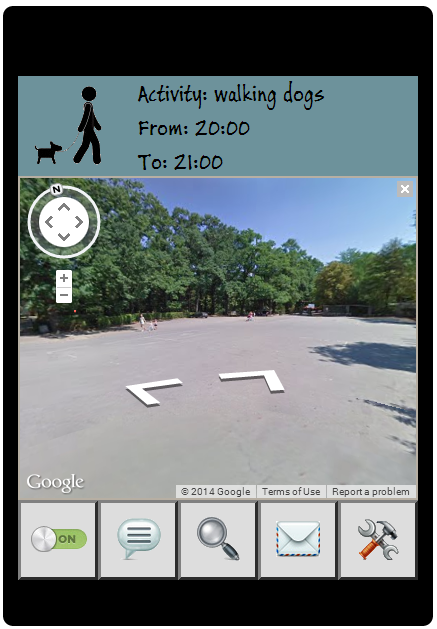 Activity: walking dogs
From: 20:00
To: 21:00
N
+
−
Google
© 2014 Google Terms of Use Report a problem
ON